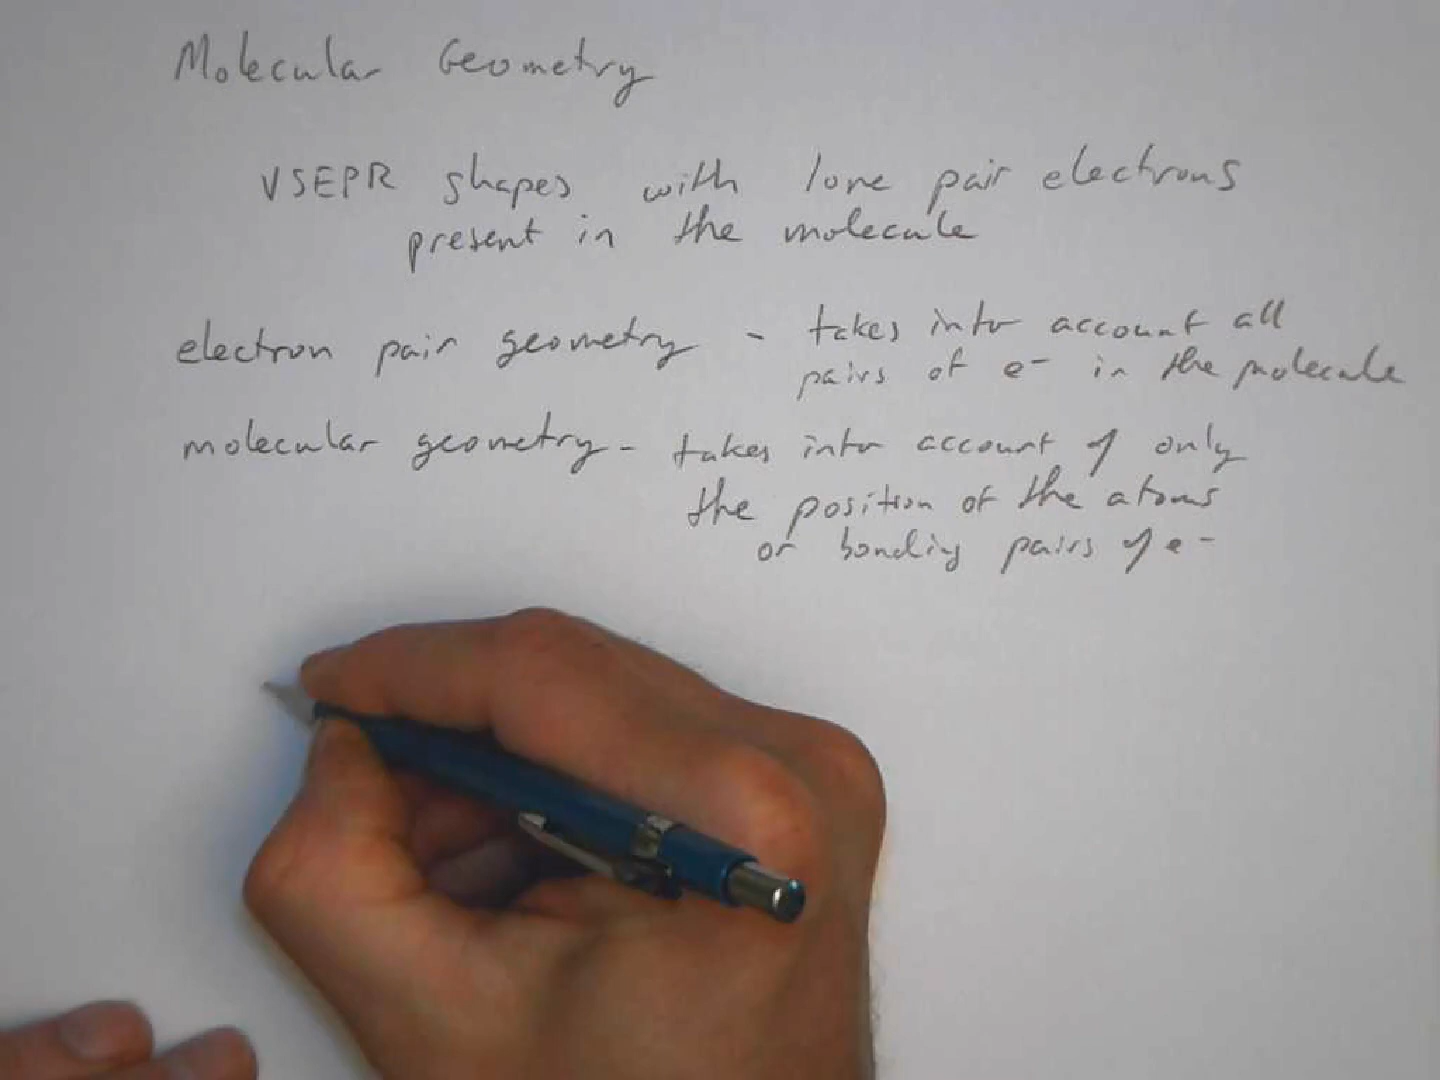 Molecular Geometry
VSEPR shapes with lone pair electrons
present in the molecule
electron pair geometry - takes into account all
pairs of e- in the molecule
molecular geometry - takes into account of only
the position of the atoms
or bonding pairs of e-